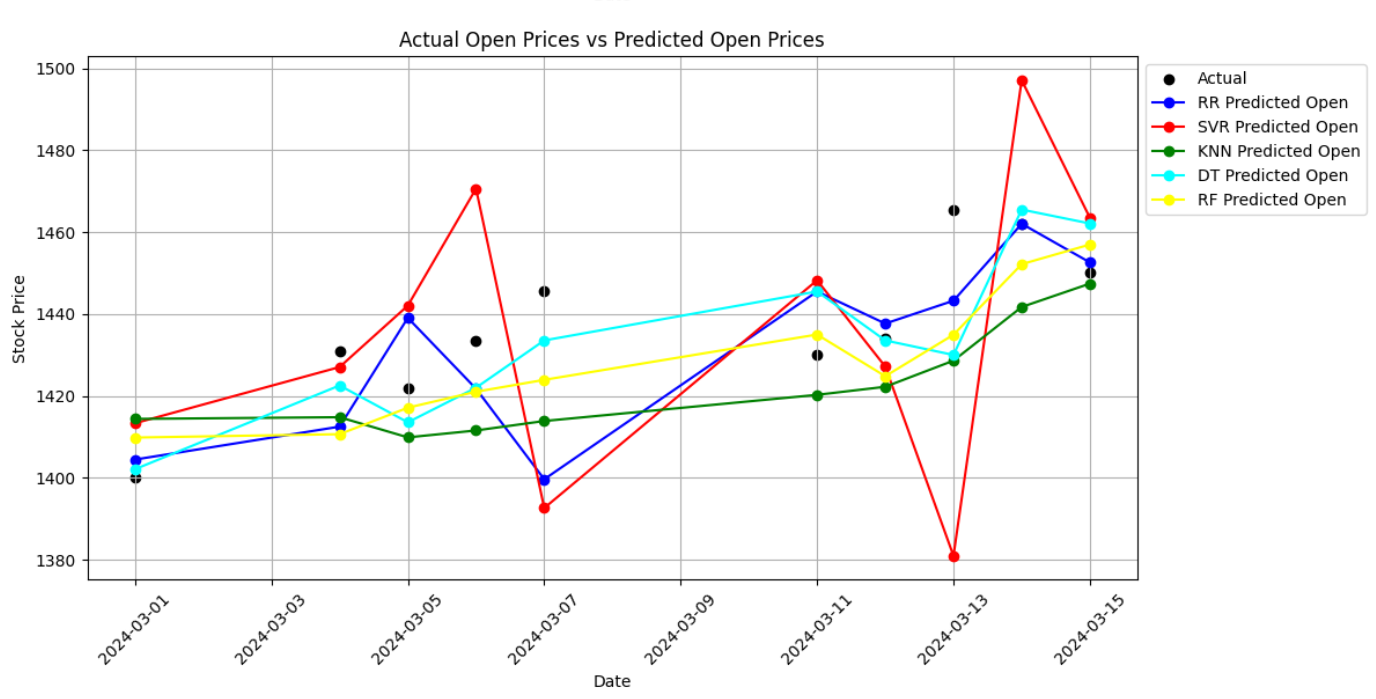 Actual Open Prices vs Predicted Open Prices
1500
1480
1460
1440
1420
1400
1380
Stock Price
2024-03-01
2024-03-03
2024-03-05
2024-03-07
2024-03-09
2024-03-11
2024-03-13
2024-03-15
Date
Actual
RR Predicted Open
SVR Predicted Open
KNN Predicted Open
DT Predicted Open
RF Predicted Open